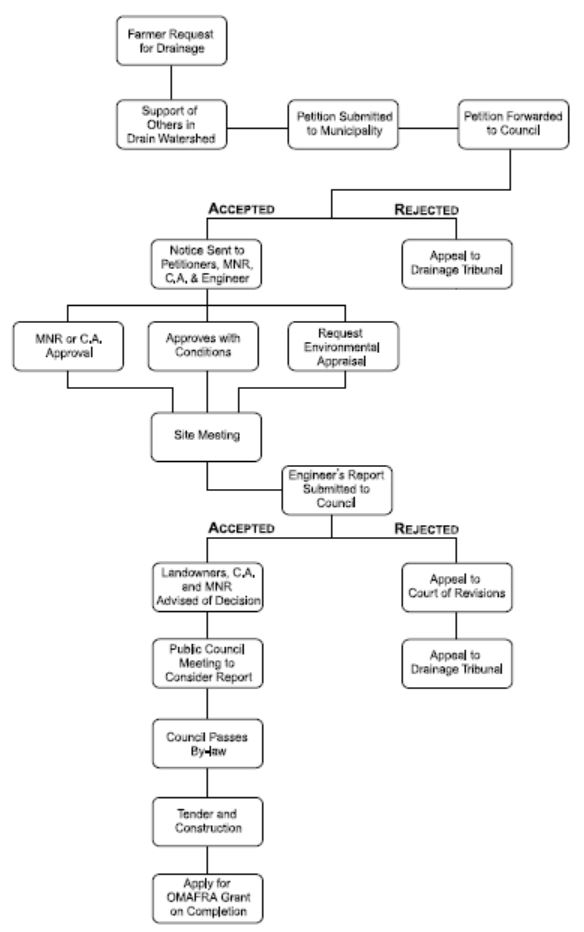 Farmer Request
for Drainage
Support of
Others in
Drain Watershed
Petition Submitted
to Municipality
Petition Forwarded
to Council
ACCEPTED
REJECTED
Notice Sent to
Petitioners, MNR,
C.A. & Engineer
Appeal to
Drainage Tribunal
MNR or C.A.
Approval
Approves with
Conditions
Request
Environmental
Appraisal
Site Meeting
Engineer's Report
Submitted to
Council
ACCEPTED
REJECTED
Landowners, C.A.
and MNR
Advised of Decision
Appeal to
Court of Revisions
Public Council
Meeting to
Consider Report
Appeal to
Drainage Tribunal
Council Passes
By-law
Tender and
Construction
Apply for
OMAFRA Grant
on Completion